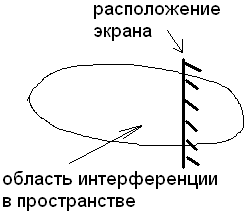 расположение
экрана
область интерференции
в пространстве